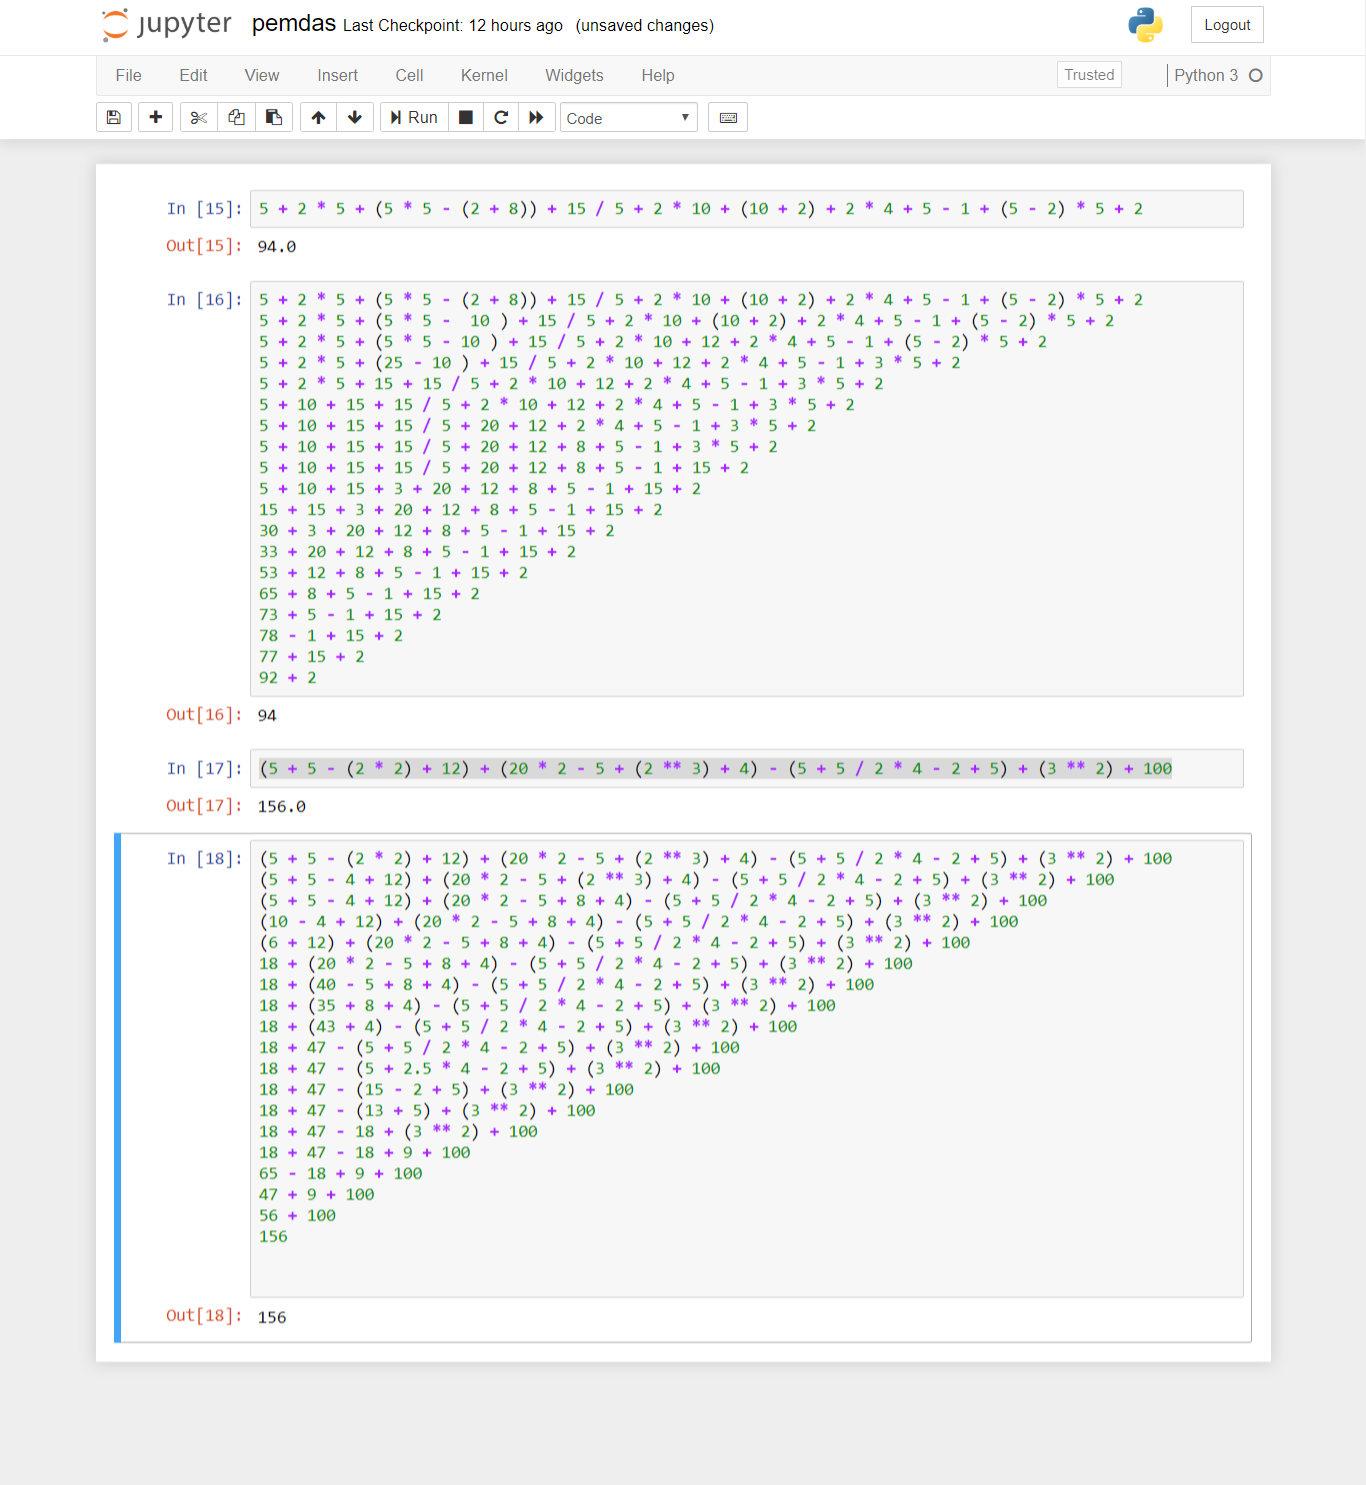 jupyter pemdas Last Checkpoint: 12 hours ago (unsaved changes) Logout
File Edit View Insert Cell Kernel Widgets Help Trusted Python 3
Run Code
In [15]: 5 + 2 * 5 + (5 * 5 - (2 + 8)) + 15 / 5 + 2 * 10 + (10 + 2) + 2 * 4 + 5 - 1 + (5 - 2) * 5 + 2
Out[15]: 94.0
In [16]: 5 + 2 * 5 + (5 * 5 - (2 + 8)) + 15 / 5 + 2 * 10 + (10 + 2) + 2 * 4 + 5 - 1 + (5 - 2) * 5 + 2
5 + 2 * 5 + (5 * 5 -  10 ) + 15 / 5 + 2 * 10 + (10 + 2) + 2 * 4 + 5 - 1 + (5 - 2) * 5 + 2
5 + 2 * 5 + (5 * 5 - 10 ) + 15 / 5 + 2 * 10 + 12 + 2 * 4 + 5 - 1 + (5 - 2) * 5 + 2
5 + 2 * 5 + (25 - 10 ) + 15 / 5 + 2 * 10 + 12 + 2 * 4 + 5 - 1 + 3 * 5 + 2
5 + 2 * 5 + 15 + 15 / 5 + 2 * 10 + 12 + 2 * 4 + 5 - 1 + 3 * 5 + 2
5 + 10 + 15 + 15 / 5 + 2 * 10 + 12 + 2 * 4 + 5 - 1 + 3 * 5 + 2
5 + 10 + 15 + 15 / 5 + 20 + 12 + 2 * 4 + 5 - 1 + 3 * 5 + 2
5 + 10 + 15 + 15 / 5 + 20 + 12 + 8 + 5 - 1 + 3 * 5 + 2
5 + 10 + 15 + 15 / 5 + 20 + 12 + 8 + 5 - 1 + 15 + 2
5 + 10 + 15 + 3 + 20 + 12 + 8 + 5 - 1 + 15 + 2
15 + 15 + 3 + 20 + 12 + 8 + 5 - 1 + 15 + 2
30 + 3 + 20 + 12 + 8 + 5 - 1 + 15 + 2
33 + 20 + 12 + 8 + 5 - 1 + 15 + 2
53 + 12 + 8 + 5 - 1 + 15 + 2
65 + 8 + 5 - 1 + 15 + 2
73 + 5 - 1 + 15 + 2
78 - 1 + 15 + 2
77 + 15 + 2
92 + 2
Out[16]: 94
In [17]: (5 + 5 - (2 * 2) + 12) + (20 * 2 - 5 + (2 ** 3) + 4) - (5 + 5 / 2 * 4 - 2 + 5) + (3 ** 2) + 100
Out[17]: 156.0
In [18]: (5 + 5 - (2 * 2) + 12) + (20 * 2 - 5 + (2 ** 3) + 4) - (5 + 5 / 2 * 4 - 2 + 5) + (3 ** 2) + 100
(5 + 5 - 4 + 12) + (20 * 2 - 5 + (2 ** 3) + 4) - (5 + 5 / 2 * 4 - 2 + 5) + (3 ** 2) + 100
(5 + 5 - 4 + 12) + (20 * 2 - 5 + 8 + 4) - (5 + 5 / 2 * 4 - 2 + 5) + (3 ** 2) + 100
(10 - 4 + 12) + (20 * 2 - 5 + 8 + 4) - (5 + 5 / 2 * 4 - 2 + 5) + (3 ** 2) + 100
(6 + 12) + (20 * 2 - 5 + 8 + 4) - (5 + 5 / 2 * 4 - 2 + 5) + (3 ** 2) + 100
18 + (20 * 2 - 5 + 8 + 4) - (5 + 5 / 2 * 4 - 2 + 5) + (3 ** 2) + 100
18 + (40 - 5 + 8 + 4) - (5 + 5 / 2 * 4 - 2 + 5) + (3 ** 2) + 100
18 + (35 + 8 + 4) - (5 + 5 / 2 * 4 - 2 + 5) + (3 ** 2) + 100
18 + (43 + 4) - (5 + 5 / 2 * 4 - 2 + 5) + (3 ** 2) + 100
18 + 47 - (5 + 5 / 2 * 4 - 2 + 5) + (3 ** 2) + 100
18 + 47 - (5 + 2.5 * 4 - 2 + 5) + (3 ** 2) + 100
18 + 47 - (15 - 2 + 5) + (3 ** 2) + 100
18 + 47 - (13 + 5) + (3 ** 2) + 100
18 + 47 - 18 + (3 ** 2) + 100
18 + 47 - 18 + 9 + 100
65 - 18 + 9 + 100
47 + 9 + 100
56 + 100
156
Out[18]: 156